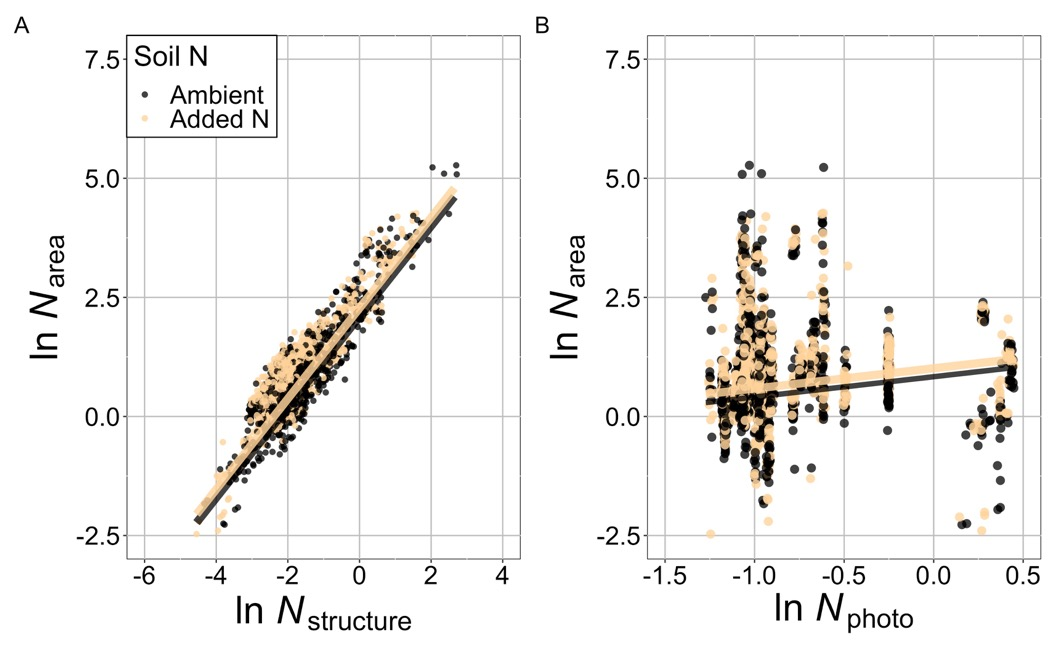 A
Soil N
Ambient
Added N
7.5
5.0
2.5
0.0
-2.5
ln Narea
-6 -4 -2 0 2 4
ln Nstructure
B
7.5
5.0
2.5
0.0
-2.5
ln Narea
-1.5 -1.0 -0.5 0.0 0.5
ln Nphoto